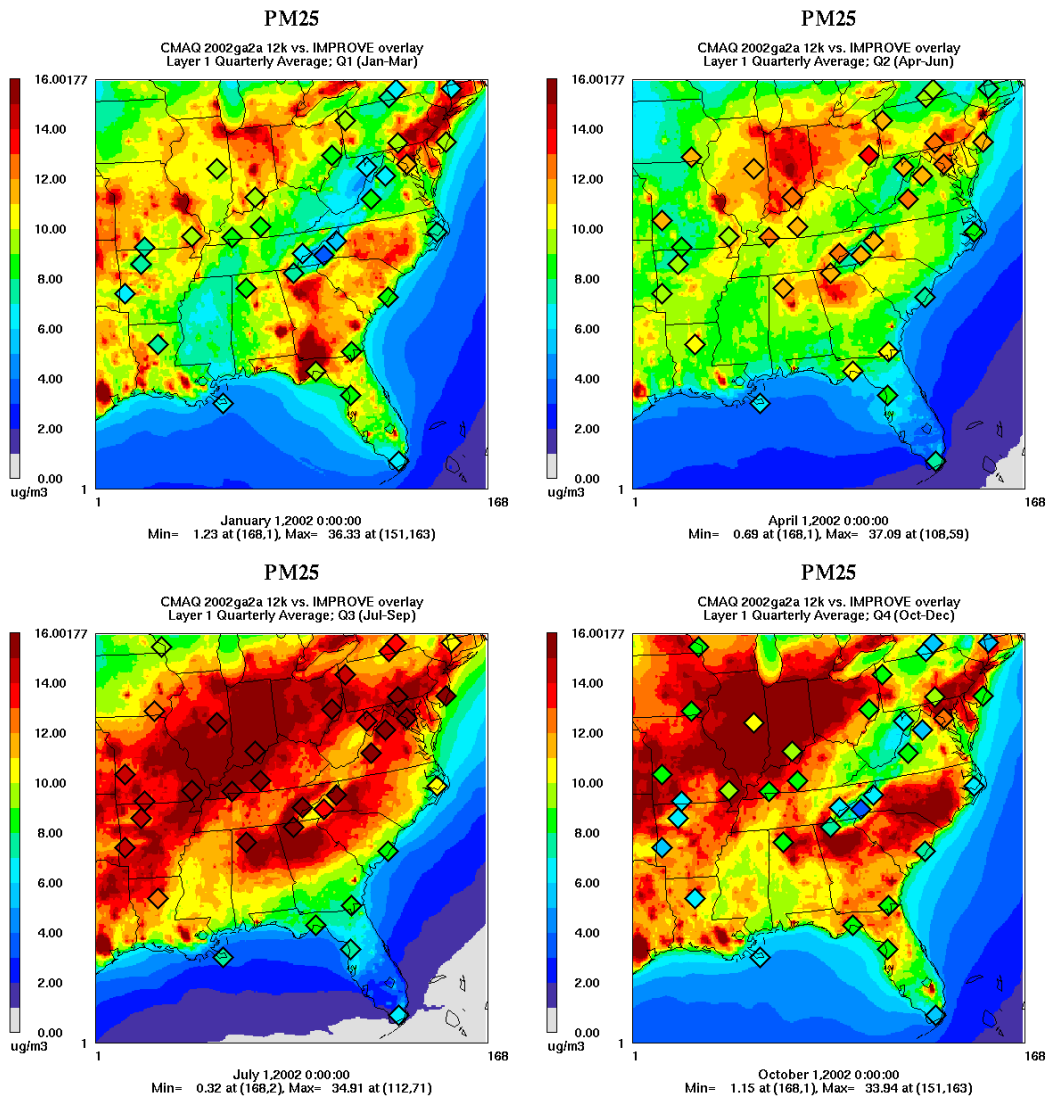 PM25
CMAQ 2002ga2a 12k vs. IMPROVE overlay
Layer 1 Quarterly Average; Q1 (Jan-Mar)
16.00177
14.00
12.00
10.00
8.00
6.00
4.00
2.00
0.00
ug/m3
1
1
168
January 1,2002 0:00:00
Min= 1.23 at (168,1), Max= 36.33 at (151,163)
PM25
CMAQ 2002ga2a 12k vs. IMPROVE overlay
Layer 1 Quarterly Average; Q2 (Apr-Jun)
16.00177
14.00
12.00
10.00
8.00
6.00
4.00
2.00
0.00
ug/m3
1
1
168
April 1,2002 0:00:00
Min= 0.69 at (168,1), Max= 37.09 at (108,59)
PM25
CMAQ 2002ga2a 12k vs. IMPROVE overlay
Layer 1 Quarterly Average; Q3 (Jul-Sep)
16.00177
14.00
12.00
10.00
8.00
6.00
4.00
2.00
0.00
ug/m3
1
1
168
July 1,2002 0:00:00
Min= 0.32 at (168,2), Max= 34.91 at (112,71)
PM25
CMAQ 2002ga2a 12k vs. IMPROVE overlay
Layer 1 Quarterly Average; Q4 (Oct-Dec)
16.00177
14.00
12.00
10.00
8.00
6.00
4.00
2.00
0.00
ug/m3
1
1
168
October 1,2002 0:00:00
Min= 1.15 at (168,1), Max= 33.94 at (151,163)